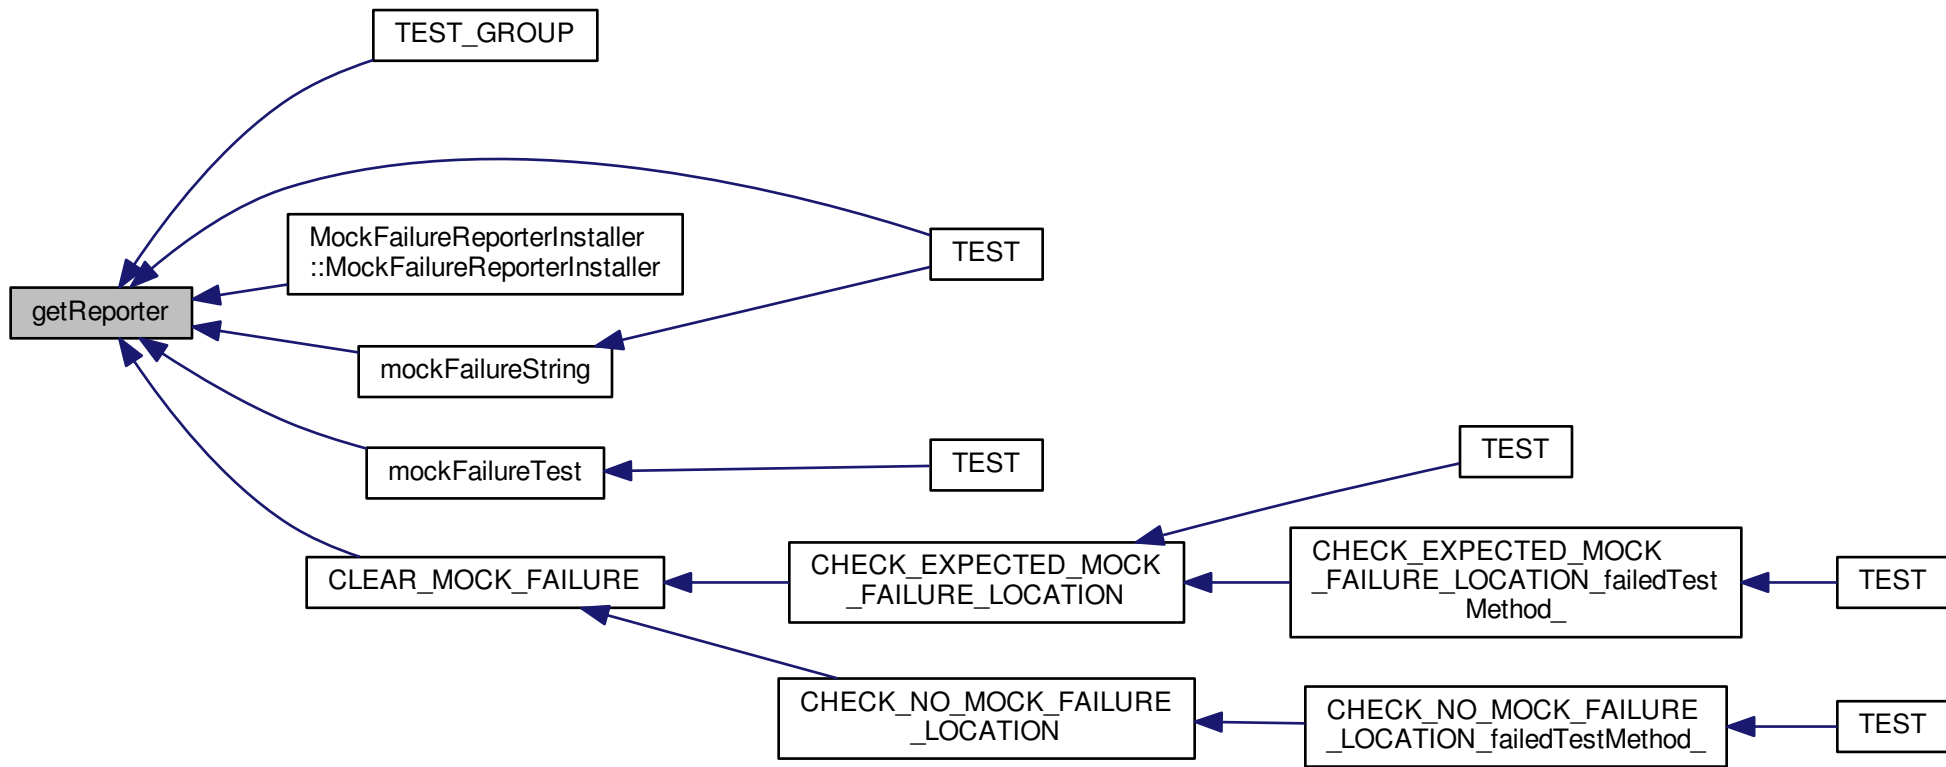 TEST_GROUP
MockFailureReporterInstaller
::MockFailureReporterInstaller
TEST
getReporter
mockFailureString
mockFailureTest
TEST
TEST
CLEAR_MOCK_FAILURE
CHECK_EXPECTED_MOCK
_FAILURE_LOCATION
CHECK_EXPECTED_MOCK
_FAILURE_LOCATION_failedTest
Method_
TEST
CHECK_NO_MOCK_FAILURE
_LOCATION
CHECK_NO_MOCK_FAILURE
_LOCATION_failedTestMethod_
TEST